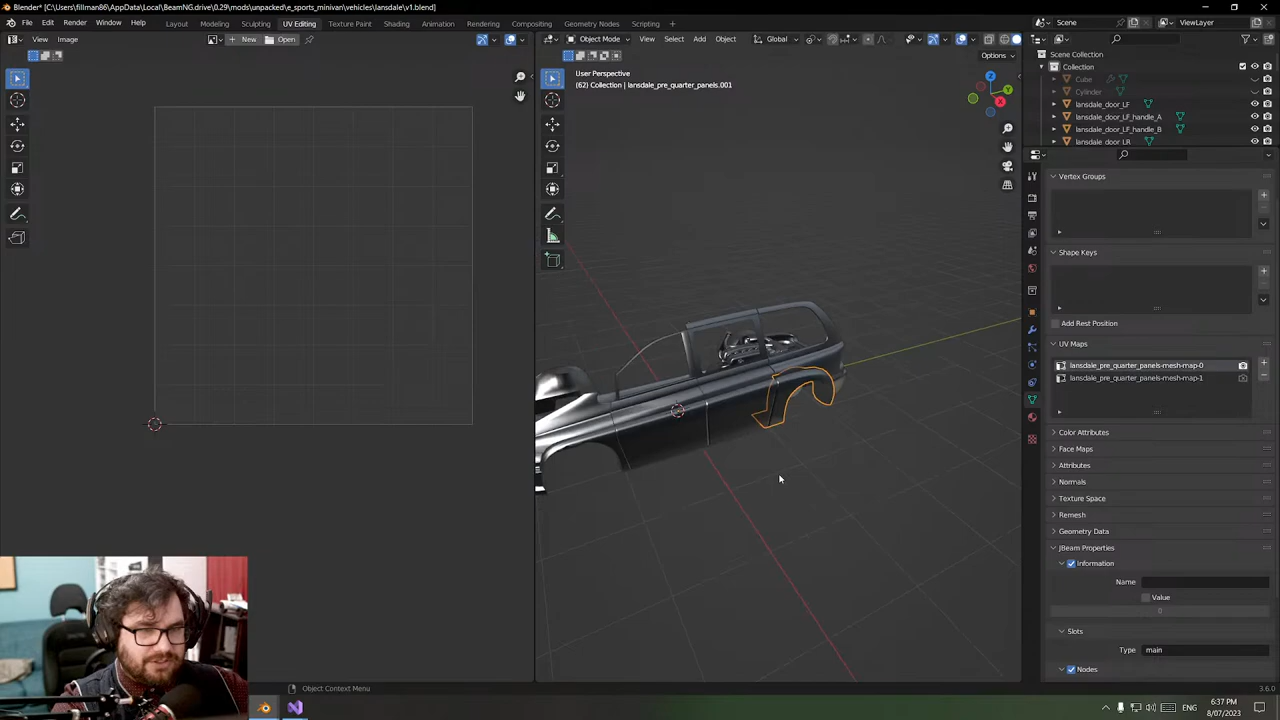 Blender* [C:\Users\fillman86\AppData\Local\BeamNG.drive\0.29\mods\unpacked\e_sports_minivan\vehicles\lansdale\v1.blend]
File Edit Render Window Help Layout Modeling Sculpting UV Editing Texture Paint Shading Animation Rendering Compositing Geometry Nodes Scripting + Scene ViewLayer
View Image + New Open Object Mode View Select Add Object Global
Options
User Perspective
(62) Collection | lansdale_pre_quarter_panels.001
Z
Y
X
Scene Collection
Collection
Cube
Cylinder
lansdale_door_LF
lansdale_door_LF_handle_A
lansdale_door_LF_handle_B
lansdale_door_LR
Vertex Groups
Shape Keys
Add Rest Position
UV Maps
lansdale_pre_quarter_panels-mesh-map-0
lansdale_pre_quarter_panels-mesh-map-1
Color Attributes
Face Maps
Attributes
Normals
Texture Space
Remesh
Geometry Data
JBeam Properties
Information
Name
Value
0
Slots
Type main
Nodes
Object Context Menu
3.6.0
ENG
6:37 PM
8/07/2023